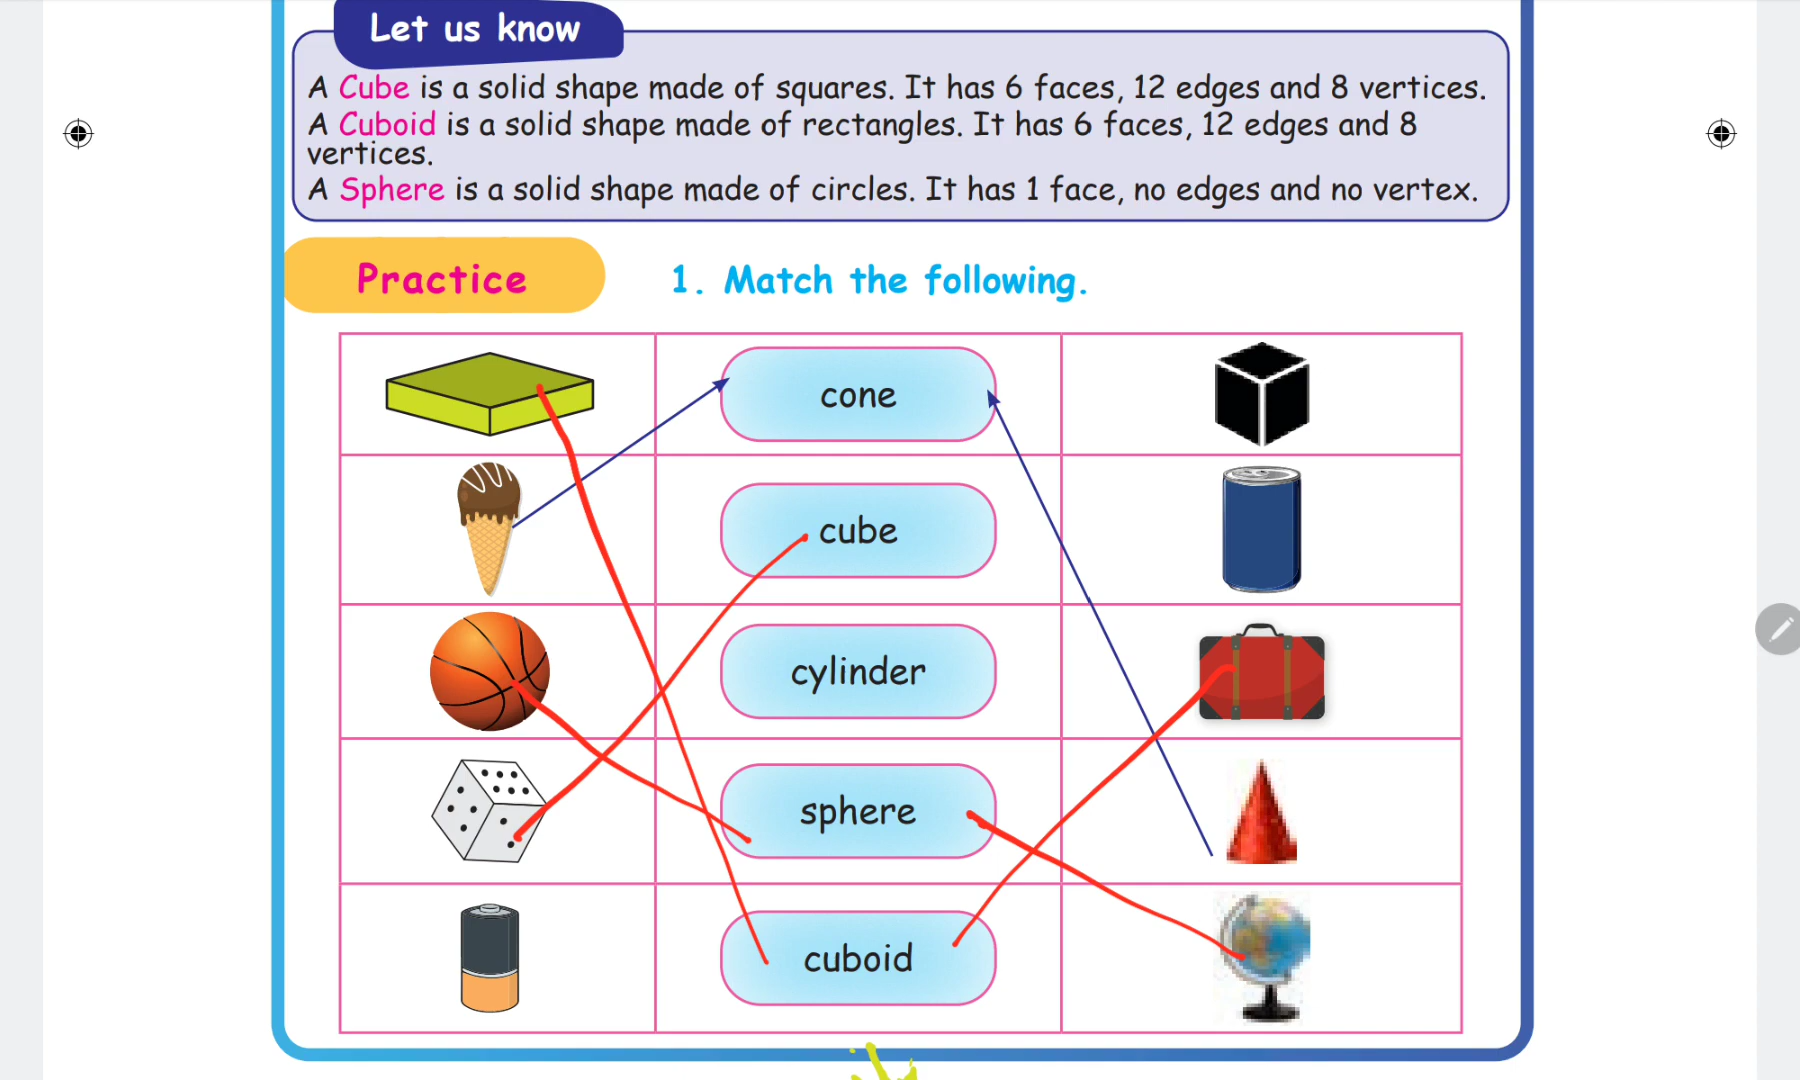 Let us know
A Cube is a solid shape made of squares. It has 6 faces, 12 edges and 8 vertices.
A Cuboid is a solid shape made of rectangles. It has 6 faces, 12 edges and 8
vertices.
A Sphere is a solid shape made of circles. It has 1 face, no edges and no vertex.
Practice
1. Match the following.
cone
cube
cylinder
sphere
cuboid